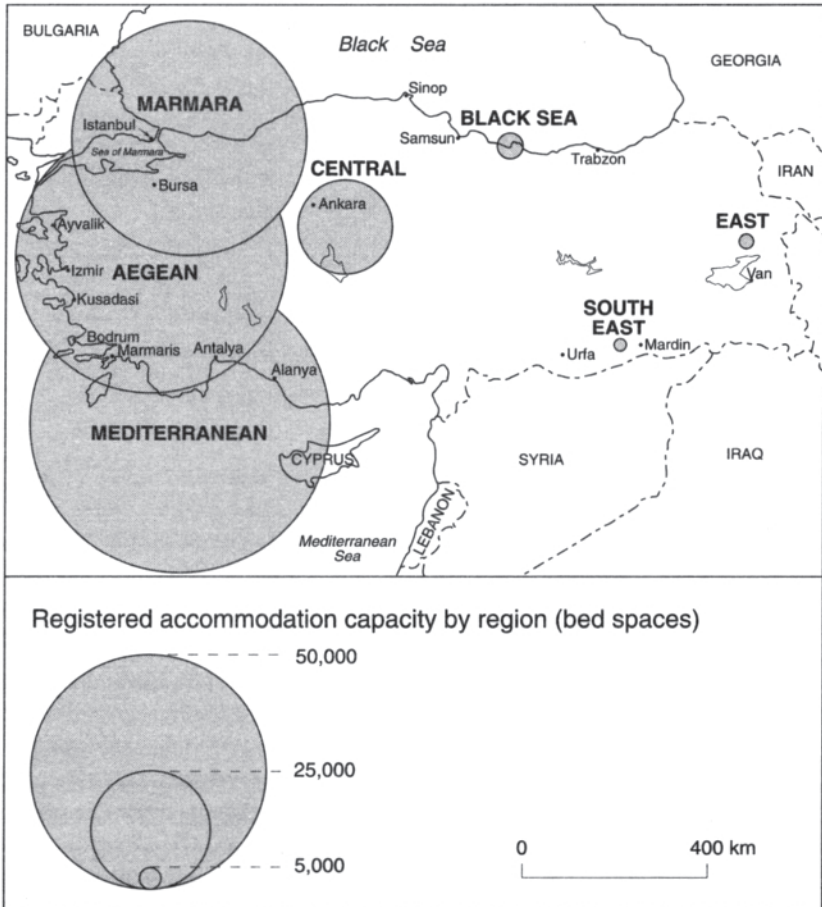 BULGARIA
Black Sea
GEORGIA
Sinop
MARMARA
BLACK SEA
Istanbul
Samsun
Sea of Marmara
Trabzon
CENTRAL
IRAN
Bursa
Ankara
Ayvalik
EAST
AEGEAN
Izmir
Van
Kusadasi
SOUTH
EAST
Bodrum
Marmaris
Antalya
Mardin
Urfa
Alanya
MEDITERRANEAN
CYPRUS
SYRIA
IRAQ
LEBANON
Mediterranean
Sea
Registered accommodation capacity by region (bed spaces)
50,000
25,000
5,000
0 400 km